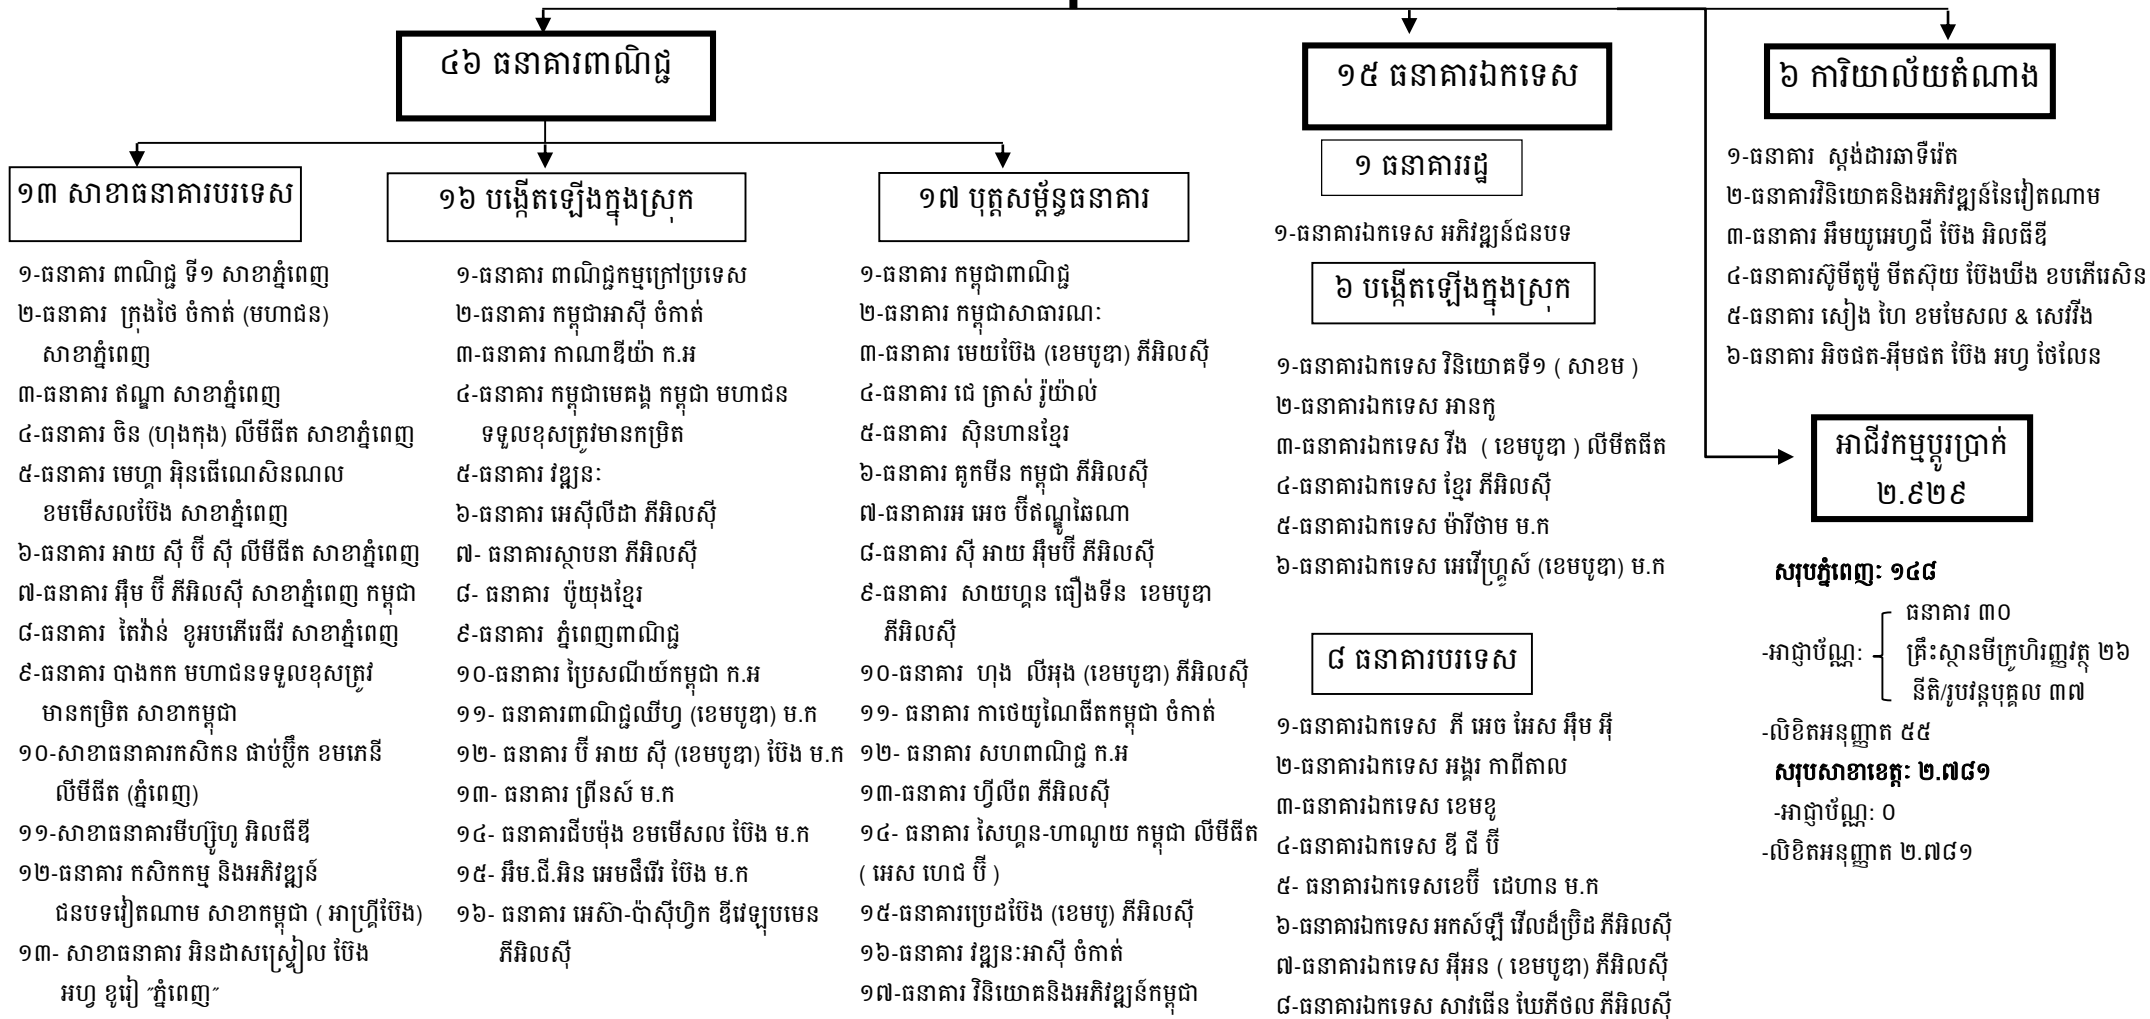 ៤៦ ធនាគារពាណិជ្ជ
១៣ សាខាធនាគារបរទេស
១-ធនាគារ ពាណិជ្ជ ទី១ សាខាភ្នំពេញ
២-ធនាគារ ក្រុងថៃ ចំកាត់ (មហាជន)
សាខាភ្នំពេញ
៣-ធនាគារ ឥណ្ឌា សាខាភ្នំពេញ
៤-ធនាគារ ចិន (ហុងកុង) លីមីធីត សាខាភ្នំពេញ
៥-ធនាគារ មេហ្គា អ៊ិនធើណេសិនណល
ខមមើសលប៊ែង សាខាភ្នំពេញ
៦-ធនាគារ អាយ ស៊ី ប៊ី ស៊ី លីមីធីត សាខាភ្នំពេញ
៧-ធនាគារ អ៊ឹម ប៊ី ភីអិលស៊ី សាខាភ្នំពេញ កម្ពុជា
៨-ធនាគារ តៃវ៉ាន់ ខូអបភើរេធីវ សាខាភ្នំពេញ
៩-ធនាគារ បាងកក មហាជនទទួលខុសត្រូវ
មានកម្រិត សាខាកម្ពុជា
១០-សាខាធនាគារកសិកន ផាប់ប្លឹក ខមភេនី
លីមីធីត (ភ្នំពេញ)
១១-សាខាធនាគារមីហ្ស៊ូហូ អិលធីឌី
១២-ធនាគារ កសិកកម្ម និងអភិវឌ្ឍន៍
ជនបទវៀតណាម សាខាកម្ពុជា ( អាហ្គ្រីប៊ែង)
១៣- សាខាធនាគារ អិនដាសស្ទ្រៀល ប៊ែង
អហ្វ ខូរៀ ˝ភ្នំពេញ˝
១៦ បង្កើតឡើងក្នុងស្រុក
១-ធនាគារ ពាណិជ្ជកម្មក្រៅប្រទេស
២-ធនាគារ កម្ពុជាអាស៊ី ចំកាត់
៣-ធនាគារ កាណាឌីយ៉ា ក.អ
៤-ធនាគារ កម្ពុជាមេគង្គ កម្ពុជា មហាជន
ទទួលខុសត្រូវមានកម្រិត
៥-ធនាគារ វឌ្ឍនៈ
៦-ធនាគារ អេស៊ីលីដា ភីអិលស៊ី
៧- ធនាគារស្ថាបនា ភីអិលស៊ី
៨- ធនាគារ ប៉ូយុងខ្មែរ
៩-ធនាគារ ភ្នំពេញពាណិជ្ជ
១០-ធនាគារ ប្រៃសណីយ៍កម្ពុជា ក.អ
១១- ធនាគារពាណិជ្ជឈីហ្វ (ខេមបូឌា) ម.ក
១២- ធនាគារ ប៊ី អាយ ស៊ី (ខេមបូឌា) ប៊ែង ម.ក
១៣- ធនាគារ ព្រីនស៍ ម.ក
១៤- ធនាគារជីបម៉ុង ខមមើសល ប៊ែង ម.ក
១៥- អ៊ឹម.ជី.អិន អេមផឺរើរ ប៊ែង ម.ក
១៦- ធនាគារ អេស៊ា-ប៉ាស៊ីហ្វិក ឌីវេឡុបមេន
ភីអិលស៊ី
១៧ បុត្តសម្ព័ន្ធធនាគារ
១-ធនាគារ កម្ពុជាពាណិជ្ជ
២-ធនាគារ កម្ពុជាសាធារណៈ
៣-ធនាគារ មេយប៊ែង (ខេមបូឌា) ភីអិលស៊ី
៤-ធនាគារ ជេ ត្រាស់ រ៉ូយ៉ាល់
៥-ធនាគារ ស៊ិនហានខ្មែរ
៦-ធនាគារ គូកមីន កម្ពុជា ភីអិលស៊ី
៧-ធនាគារអ អេច ប៊ីឥណ្ឌូឆៃណា
៨-ធនាគារ ស៊ី អាយ អ៊ឹមប៊ី ភីអិលស៊ី
៩-ធនាគារ សាយហ្គន ធឿងទីន ខេមបូឌា
ភីអិលស៊ី
១០-ធនាគារ ហុង លីអុង (ខេមបូឌា) ភីអិលស៊ី
១១- ធនាគារ កាថេយូណៃធីតកម្ពុជា ចំកាត់
១២- ធនាគារ សហពាណិជ្ជ ក.អ
១៣-ធនាគារ ហ្វីលីព ភីអិលស៊ី
១៤- ធនាគារ សៃហ្គន-ហាណូយ កម្ពុជា លីមីធីត
( អេស ហេជ ប៊ី )
១៥-ធនាគារប្រេដប៊ែង (ខេមបូ) ភីអិលស៊ី
១៦-ធនាគារ វឌ្ឍនៈអាស៊ី ចំកាត់
១៧-ធនាគារ វិនិយោគនិងអភិវឌ្ឍន៍កម្ពុជា
១៥ ធនាគារឯកទេស
១ ធនាគាររដ្ឋ
១-ធនាគារឯកទេស អភិវឌ្ឍន៍ជនបទ
៦ បង្កើតឡើងក្នុងស្រុក
១-ធនាគារឯកទេស វិនិយោគទី១ ( សាខម )
២-ធនាគារឯកទេស អានកូ
៣-ធនាគារឯកទេស វីង ( ខេមបូឌា ) លីមីតធីត
៤-ធនាគារឯកទេស ខ្មែរ ភីអិលស៊ី
៥-ធនាគារឯកទេស ម៉ារីថាម ម.ក
៦-ធនាគារឯកទេស អេវើហ្គ្រូស៍ (ខេមបូឌា) ម.ក
៨ ធនាគារបរទេស
១-ធនាគារឯកទេស ភី អេច អែស អ៊ឹម អ៊ី
២-ធនាគារឯកទេស អង្គរ កាពីតាល
៣-ធនាគារឯកទេស ខេមខូ
៤-ធនាគារឯកទេស ឌី ជី ប៊ី
៥- ធនាគារឯកទេសខេប៊ី ដេហាន ម.ក
៦-ធនាគារឯកទេស អកស៍ឡឺ វើលដ៏ប្រ៊ិដ ភីអិលស៊ី
៧-ធនាគារឯកទេស អ៊ីអន ( ខេមបូឌា) ភីអិលស៊ី
៨-ធនាគារឯកទេស សាវធើន ឃែភីថល ភីអិលស៊ី
៦ ការិយាល័យតំណាង
១-ធនាគារ ស្តង់ដារឆាទឺរ៉េត
២-ធនាគារវិនិយោគនិងអភិវឌ្ឍន៍នៃវៀតណាម
៣-ធនាគារ អឹមយូអេហ្វជី ប៊ែង អិលធីឌី
៤-ធនាគារស៊ូមីតូម៉ូ មីតស៊ុយ ប៊ែងឃីង ខបភើរេសិន
៥-ធនាគារ សៀង ហៃ ខមមែសល & សេវវីង
៦-ធនាគារ អិចផត-អ៊ីមផត ប៊ែង អហ្វ ថែលែន
អាជីវកម្មប្តូរប្រាក់
២.៩២៩
សរុបភ្នំពេញៈ ១៤៨
ធនាគារ ៣០
-អាជ្ញាប័ណ្ណៈ
គ្រឹះស្ថានមីក្រូហិរញ្ញវត្ថុ ២៦
នីតិ/រូបវន្តបុគ្គល ៣៧
-លិខិតអនុញ្ញាត ៥៥
សរុបសាខាខេត្តៈ ២.៧៨១
-អាជ្ញាប័ណ្ណៈ ០
-លិខិតអនុញ្ញាត ២.៧៨១